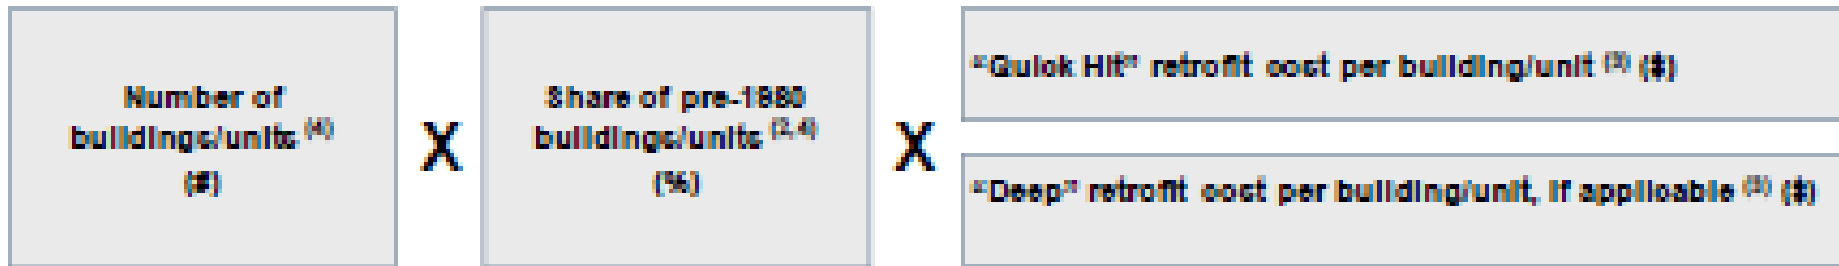 Number of
buildings/units (4)
(#)
X
Share of pre-1980
buildings/units (2,4)
(%)
X
"Quick Hit" retrofit cost per building/unit (3) ($)
"Deep" retrofit cost per building/unit, if applicable (3) ($)